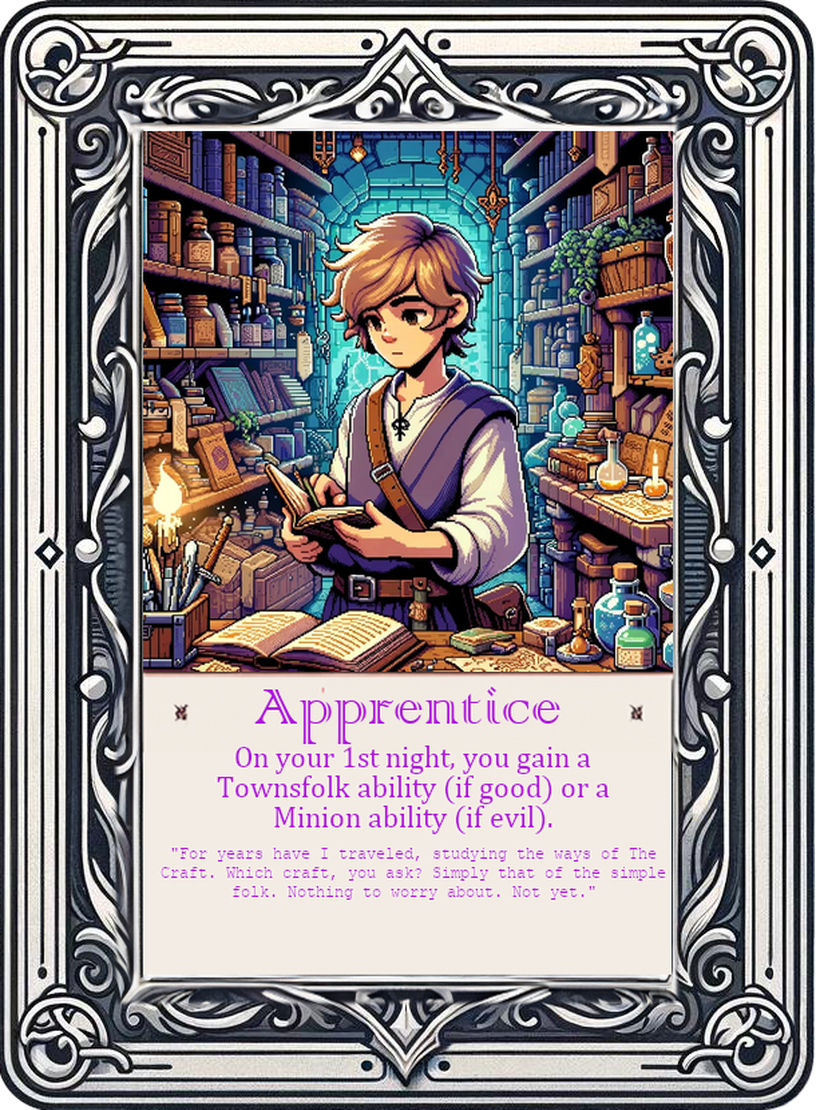 Apprentice
On your 1st night, you gain a
Townsfolk ability (if good) or a
Minion ability (if evil).
"For years have I traveled, studying the ways of The
Craft. Which craft, you ask? Simply that of the simple
folk. Nothing to worry about. Not yet."